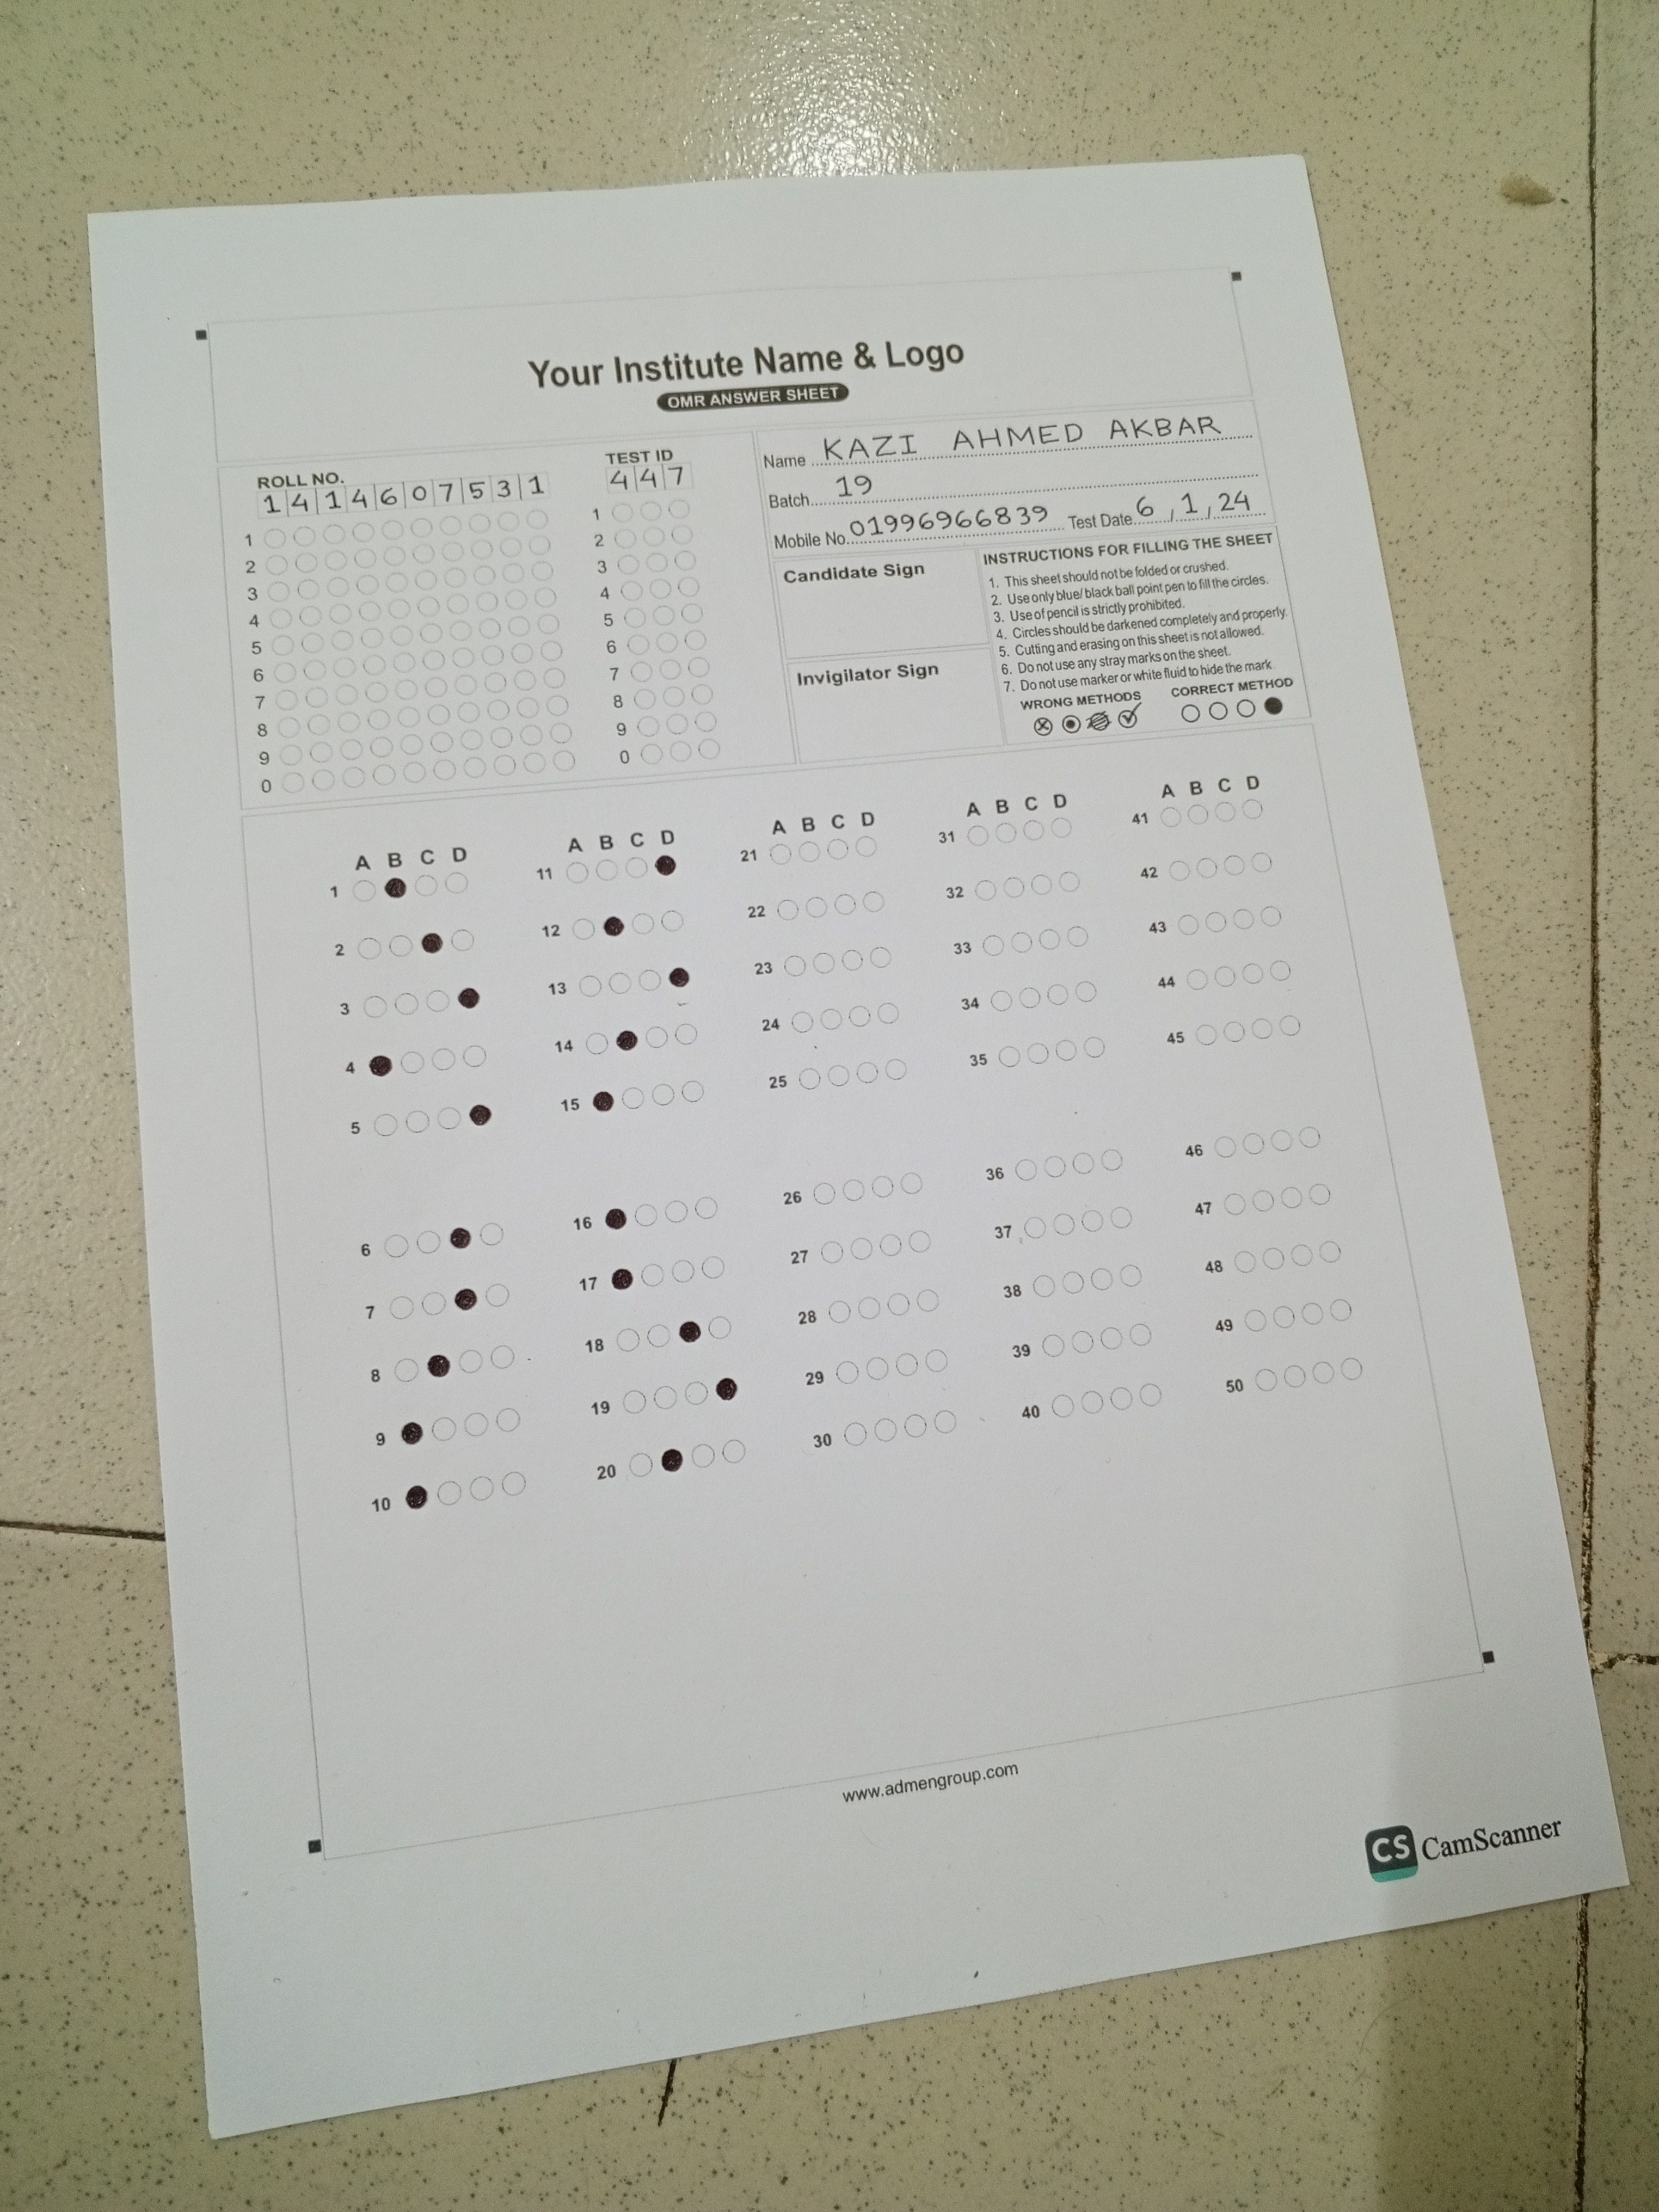 Your Institute Name & Logo
OMR ANSWER SHEET
ROLL NO.
1 4 1 4 6 0 7 5 3 1
1
2
3
4
5
6
7
8
9
0
TEST ID
4 4 7
1
2
3
4
5
6
7
8
9
0
Name KAZI AHMED AKBAR
Batch 19
Mobile No. 01996966839 Test Date 6 / 1 / 24
Candidate Sign
Invigilator Sign
INSTRUCTIONS FOR FILLING THE SHEET
1. This sheet should not be folded or crushed.
2. Use only blue/ black ball point pen to fill the circles.
3. Use of pencil is strictly prohibited.
4. Circles should be darkened completely and properly.
5. Cutting and erasing on this sheet is not allowed.
6. Do not use any stray marks on the sheet.
7. Do not use marker or white fluid to hide the mark.
WRONG METHODS CORRECT METHOD
A B C D
1
2
3
4
5
6
7
8
9
10
A B C D
11
12
13
14
15
16
17
18
19
20
A B C D
21
22
23
24
25
26
27
28
29
30
A B C D
31
32
33
34
35
36
37
38
39
40
A B C D
41
42
43
44
45
46
47
48
49
50
www.admengroup.com
CS CamScanner